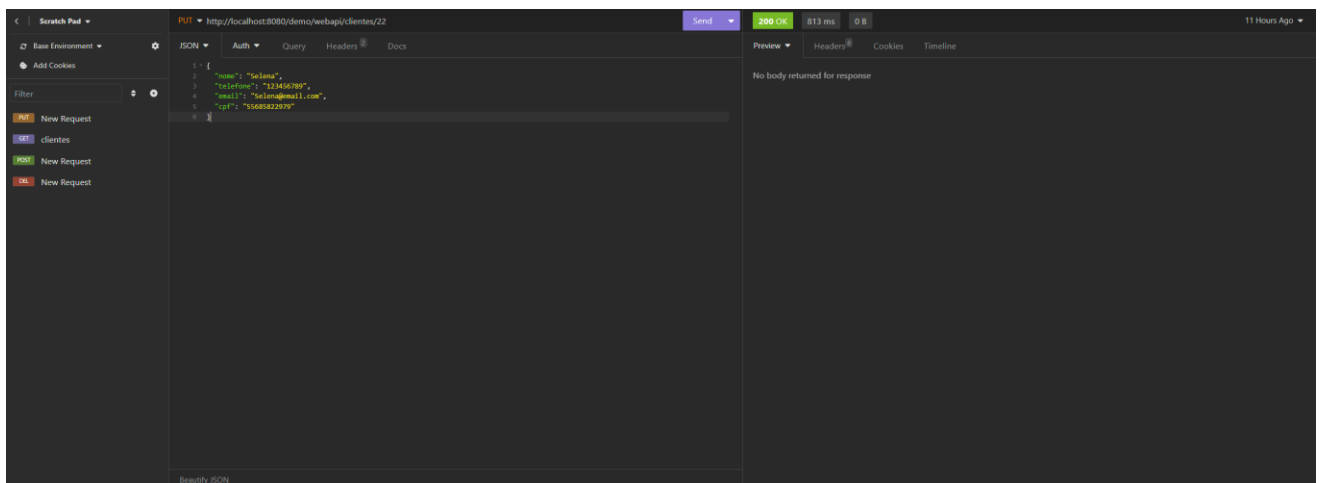 Scratch Pad
PUT http://localhost:8080/demo/webapi/clientes/22
Send
200 OK 813 ms 0 B
11 Hours Ago
Base Environment
Add Cookies
Filter
PUT New Request
GET clientes
POST New Request
DEL New Request
JSON Auth Query Headers 2 Docs
1 {
2 "nome": "Selena",
3 "telefone": "123456789",
4 "email": "Selena@email.com",
5 "cpf": "55685822979"
6 }
Beautify JSON
Preview Headers Cookies Timeline
No body returned for response